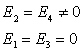 E₂ = E₄ ≠ 0
E₁ = E₃ = 0